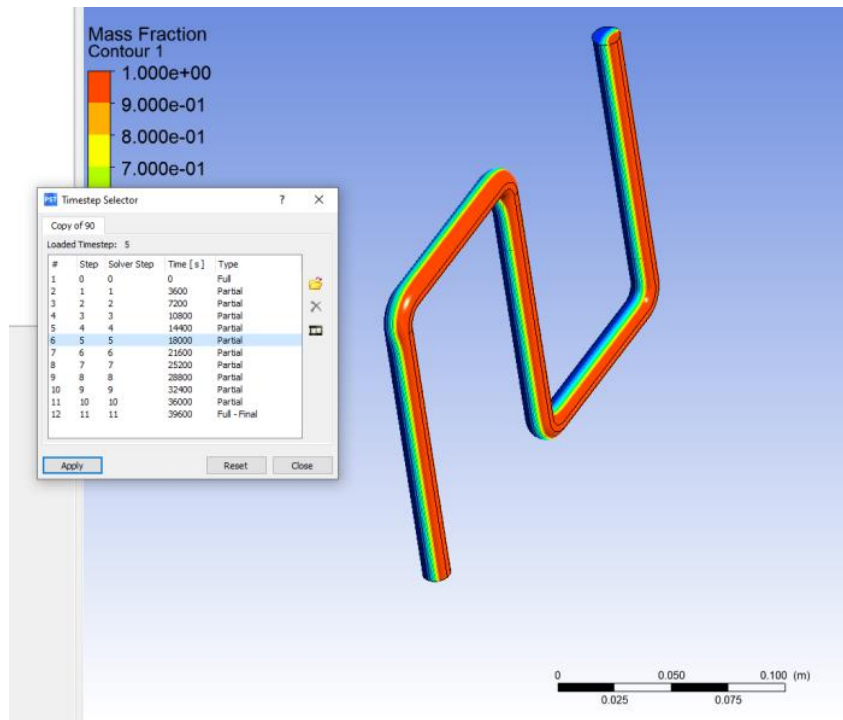 Mass Fraction
Contour 1
1.000e+00
9.000e-01
8.000e-01
7.000e-01
PST Timestep Selector ? ×
Copy of 90
Loaded Timestep: 5
# Step Solver Step Time [ s ] Type
1 0 0 0 Full
2 1 1 3600 Partial
3 2 2 7200 Partial
4 3 3 10800 Partial
5 4 4 14400 Partial
6 5 5 18000 Partial
7 6 6 21600 Partial
8 7 7 25200 Partial
9 8 8 28800 Partial
10 9 9 32400 Partial
11 10 10 36000 Partial
12 11 11 39600 Full - Final
Apply Reset Close
0 0.050 0.100 (m)
0.025 0.075